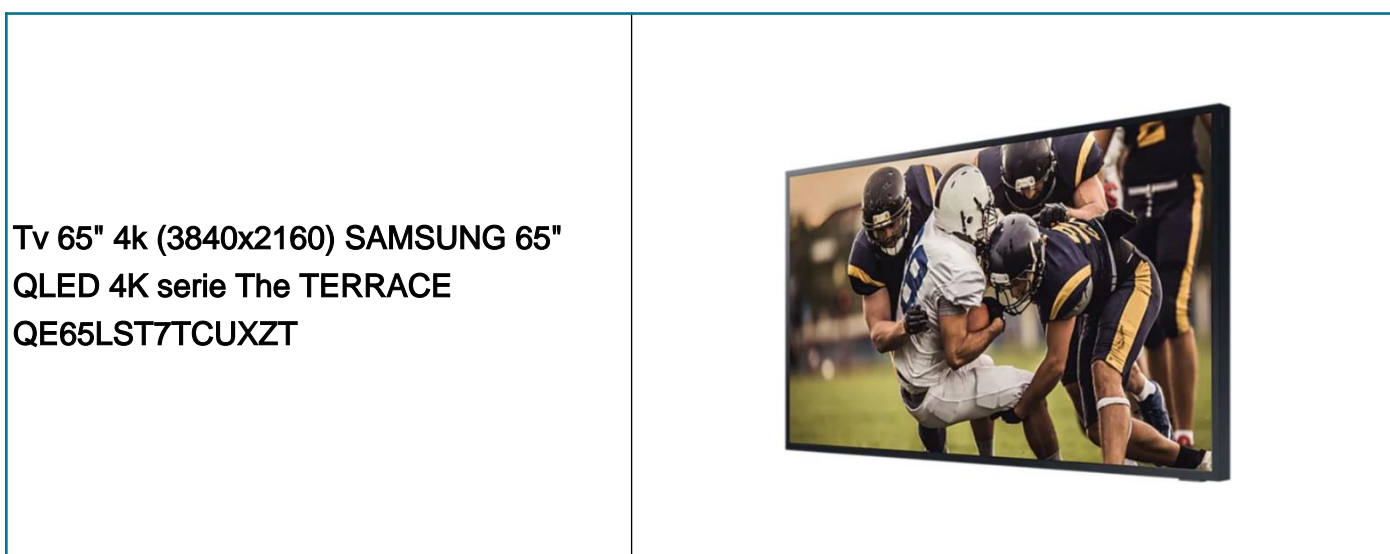 Tv 65" 4k (3840x2160) SAMSUNG 65"
QLED 4K serie The TERRACE
QE65LST7TCUXZT